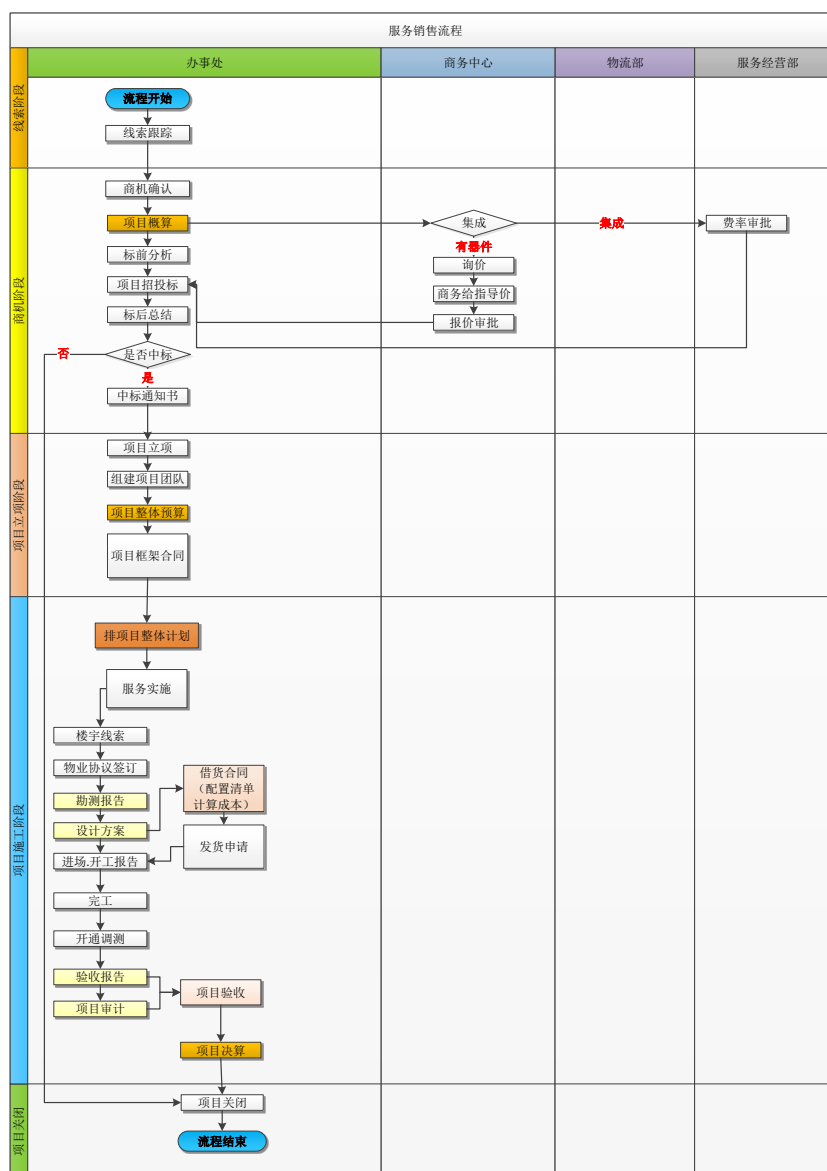 服务销售流程
办事处
商务中心
物流部
服务经营部
线索阶段
流程开始
线索跟踪
商机阶段
商机确认
项目概算
集成
集成
费率审批
有器件
标前分析
询价
项目招投标
商务给指导价
标后总结
报价审批
否
是否中标
是
中标通知书
项目立项阶段
项目立项
组建项目团队
项目整体预算
项目框架合同
项目施工阶段
排项目整体计划
服务实施
楼宇线索
物业协议签订
借货合同
（配置清单
计算成本）
勘测报告
设计方案
发货申请
进场.开工报告
完工
开通调测
验收报告
项目验收
项目审计
项目决算
项目关闭
项目关闭
流程结束